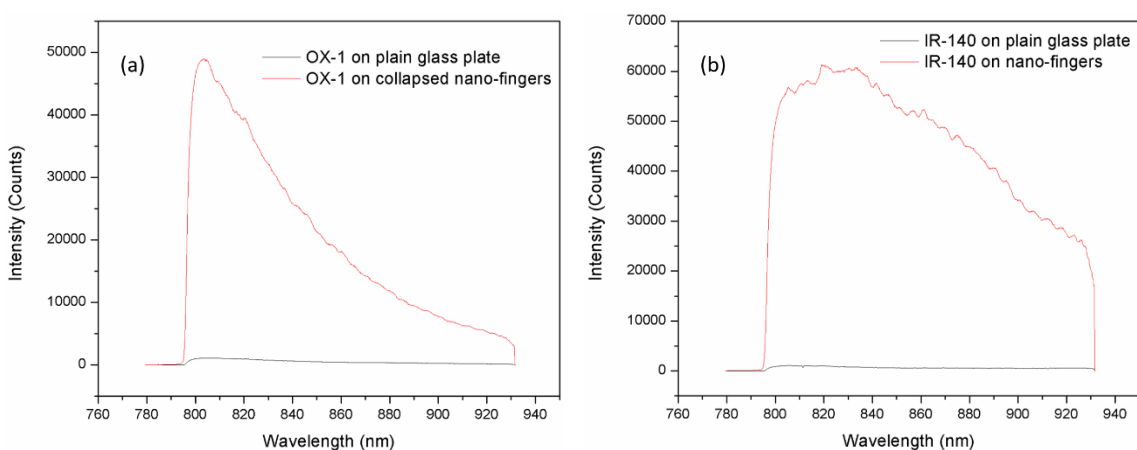 (a)
OX-1 on plain glass plate
OX-1 on collapsed nano-fingers
50000
40000
30000
20000
10000
0
Intensity (Counts)
760 780 800 820 840 860 880 900 920 940
Wavelength (nm)
(b)
IR-140 on plain glass plate
IR-140 on nano-fingers
70000
60000
50000
40000
30000
20000
10000
0
Intensity (Counts)
760 780 800 820 840 860 880 900 920 940
Wavelength (nm)